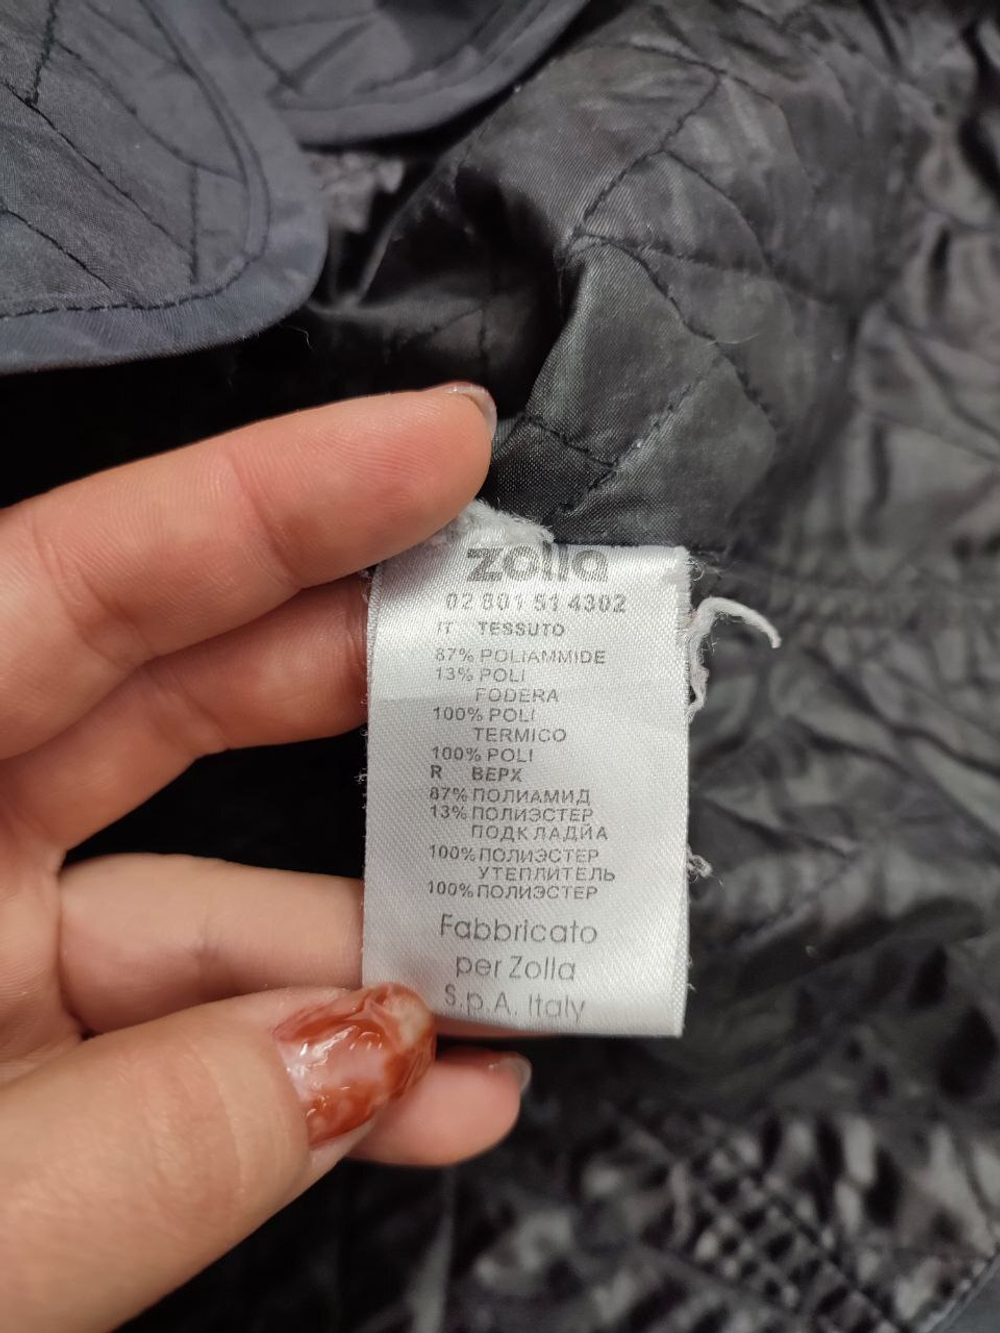 zolla
02 801 51 4302
IT TESSUTO
87% POLIAMMIDE
13% POLI
FODERA
100% POLI
TERMICO
100% POLI
R ВЕРХ
87% ПОЛИАМИД
13% ПОЛИЭСТЕР
ПОДКЛАДЙА
100% ПОЛИЭСТЕР
УТЕПЛИТЕЛЬ
100% ПОЛИЭСТЕР
Fabbricato
per Zolla
S.p.A. Italy